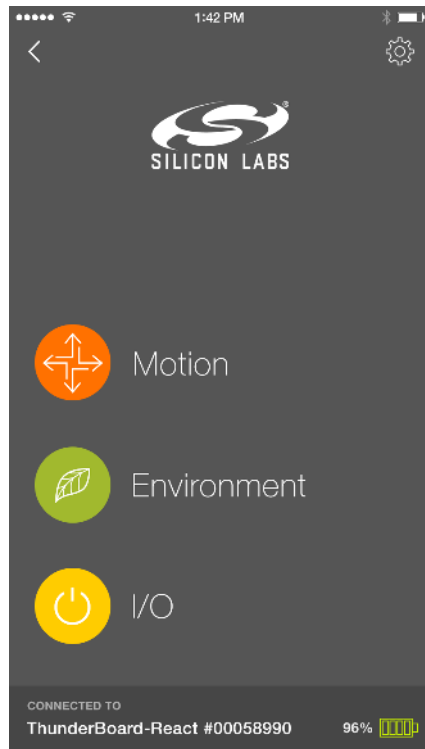 1:42 PM
SILICON LABS
Motion
Environment
I/O
CONNECTED TO
ThunderBoard-React #00058990 96%